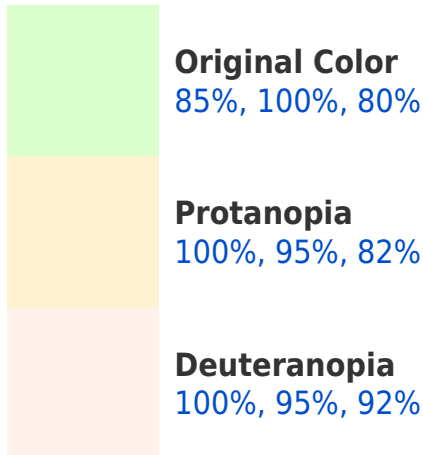 Original Color
85%, 100%, 80%
Protanopia
100%, 95%, 82%
Deuteranopia
100%, 95%, 92%